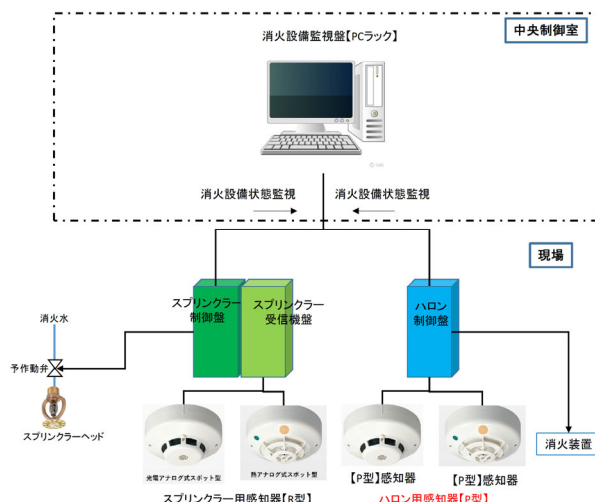 中央制御室
消火設備監視盤【PCラック】
消火設備状態監視
消火設備状態監視
現場
スプリンクラー
制御盤
スプリンクラー
受信機盤
ハロン
制御盤
消火水
予作動弁
スプリンクラーヘッド
消火装置
光電アナログ式スポット型
熱アナログ式スポット型
【P型】感知器
【P型】感知器
スプリンクラー用感知器【R型】
ハロン用感知器【P型】